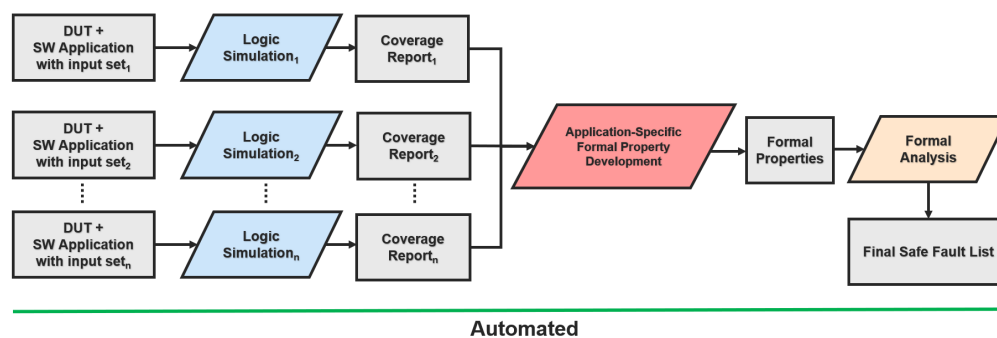 DUT +
SW Application
with input set1
Logic
Simulation1
Coverage
Report1
DUT +
SW Application
with input set2
Logic
Simulation2
Coverage
Report2
Application-Specific
Formal Property
Development
Formal
Properties
Formal
Analysis
DUT +
SW Application
with input setn
Logic
Simulationn
Coverage
Reportn
Final Safe Fault List
Automated